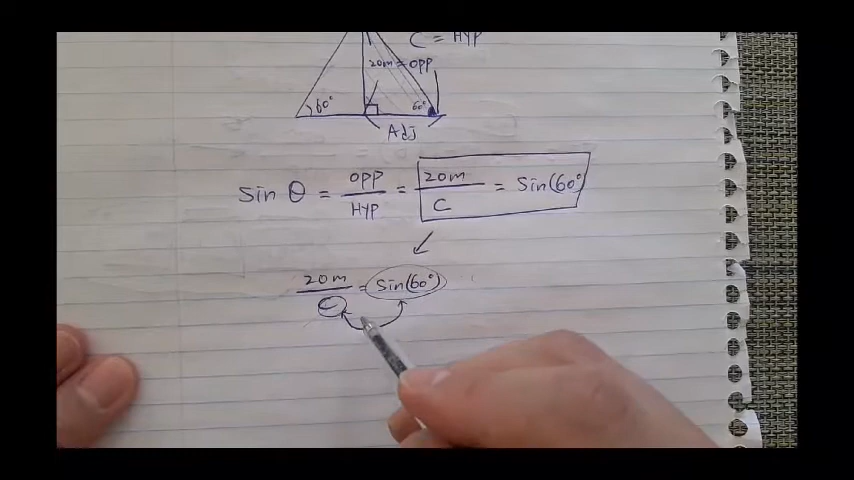 C = HYP
20m = OPP
60°
60°
Adj
Sin θ = OPP/HYP = 20m/C = Sin(60°)
20m/C = Sin(60°)